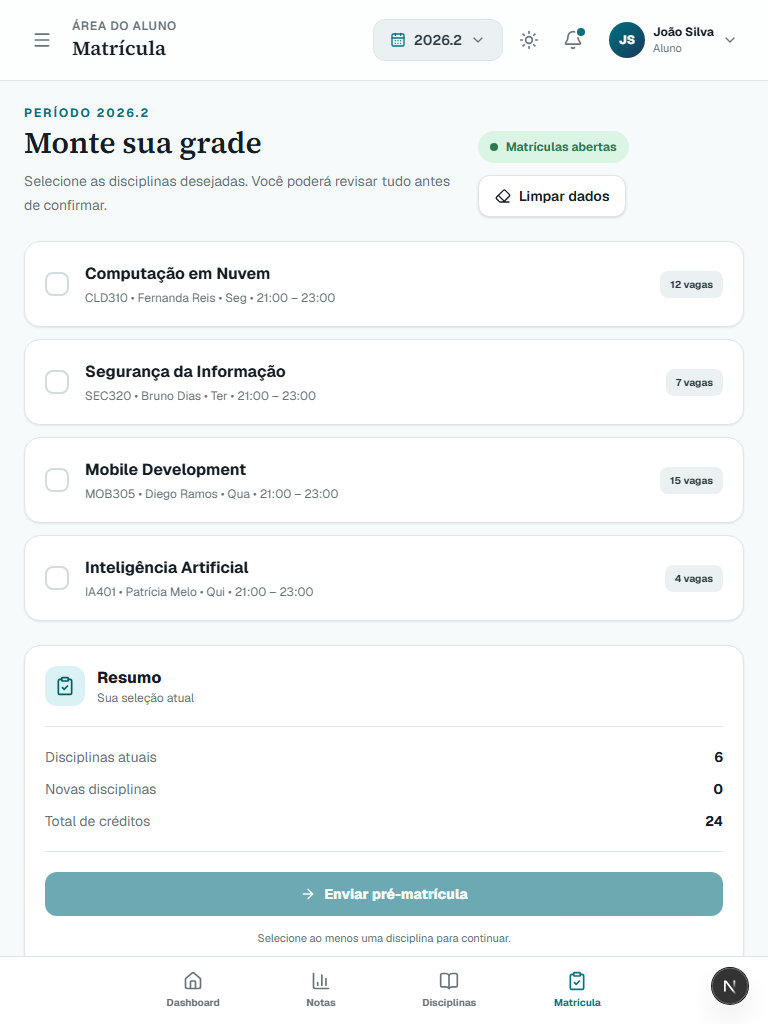 ÁREA DO ALUNO
Matrícula
2026.2
JS
João Silva
Aluno
PERÍODO 2026.2
Monte sua grade
Selecione as disciplinas desejadas. Você poderá revisar tudo antes
de confirmar.
Matrículas abertas
Limpar dados
Computação em Nuvem
CLD310 • Fernanda Reis • Seg • 21:00 – 23:00
12 vagas
Segurança da Informação
SEC320 • Bruno Dias • Ter • 21:00 – 23:00
7 vagas
Mobile Development
MOB305 • Diego Ramos • Qua • 21:00 – 23:00
15 vagas
Inteligência Artificial
IA401 • Patrícia Melo • Qui • 21:00 – 23:00
4 vagas
Resumo
Sua seleção atual
Disciplinas atuais 6
Novas disciplinas 0
Total de créditos 24
Enviar pré-matrícula
Selecione ao menos uma disciplina para continuar.
Dashboard
Notas
Disciplinas
Matrícula
N